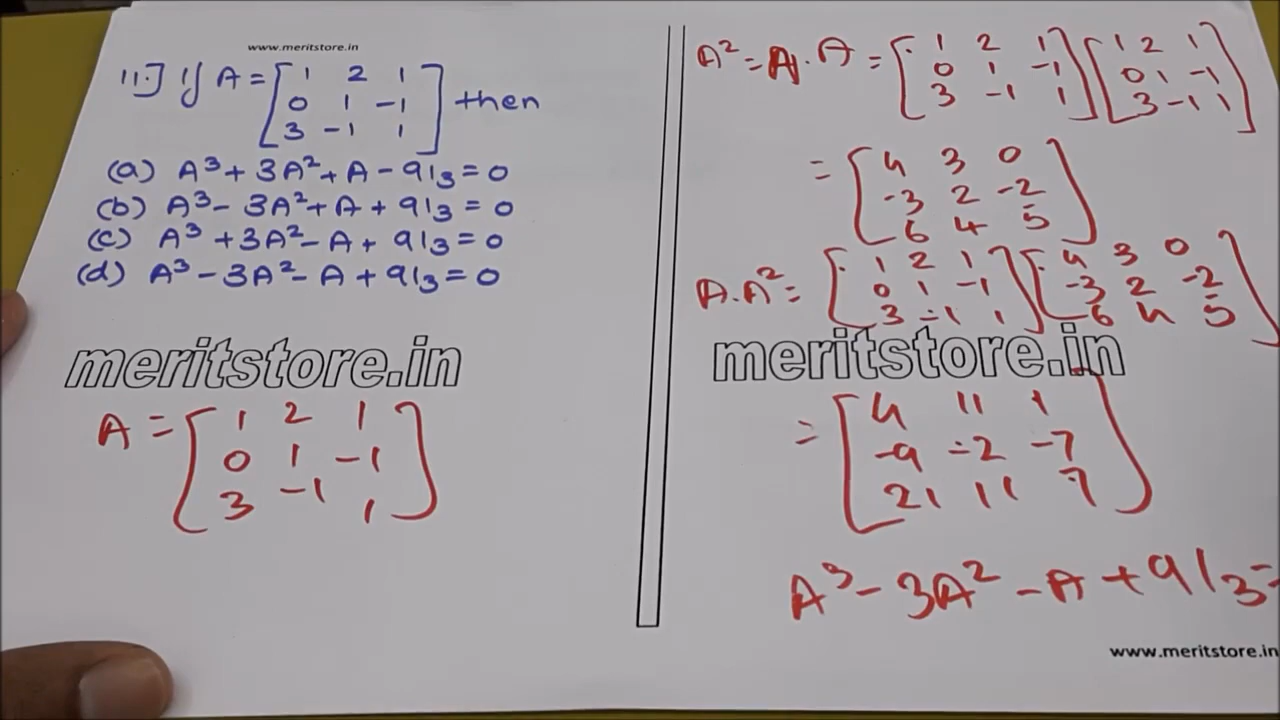 www.meritstore.in
11.] If A = [ 1 2 1
0 1 -1
3 -1 1 ] then
(a) A³ + 3A² + A - 9I₃ = 0
(b) A³ - 3A² + A + 9I₃ = 0
(c) A³ + 3A² - A + 9I₃ = 0
(d) A³ - 3A² - A + 9I₃ = 0
meritstore.in
A = [ 1 2 1
0 1 -1
3 -1 1 ]
A² = A . A = [ 1 2 1 ] [ 1 2 1 ]
0 1 -1 0 1 -1
3 -1 1 3 -1 1
= [ 4 3 0
-3 2 -2
6 4 5 ]
A.A² = [ 1 2 1 ] [ 4 3 0 ]
0 1 -1 -3 2 -2
3 -1 1 6 4 5
meritstore.in
= [ 4 11 1
-9 -2 -7
21 11 7 ]
A³ - 3A² - A + 9I₃ =
www.meritstore.in